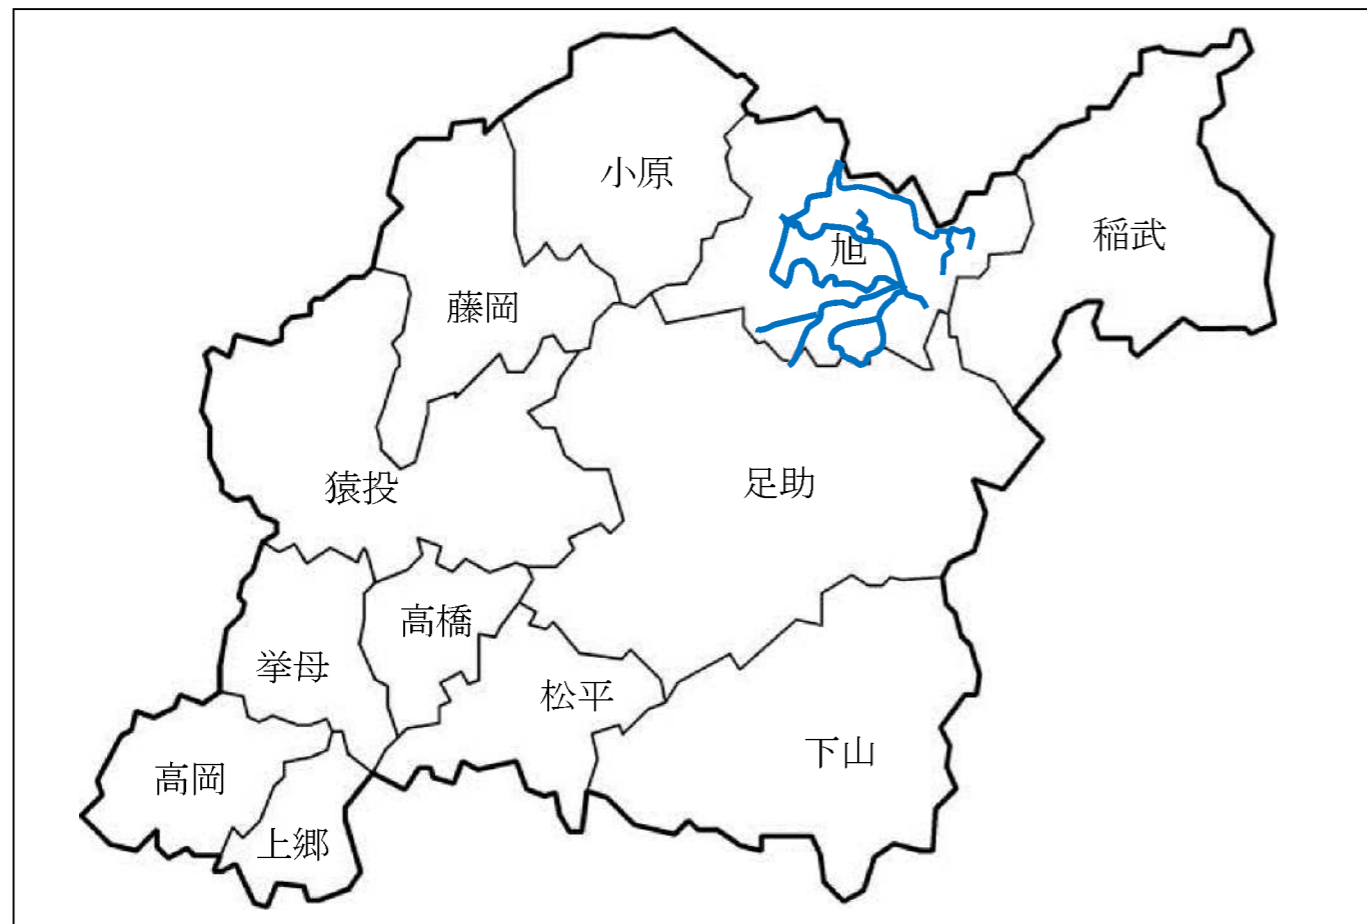 小原
旭
稲武
藤岡
猿投
足助
高橋
挙母
松平
下山
高岡
上郷